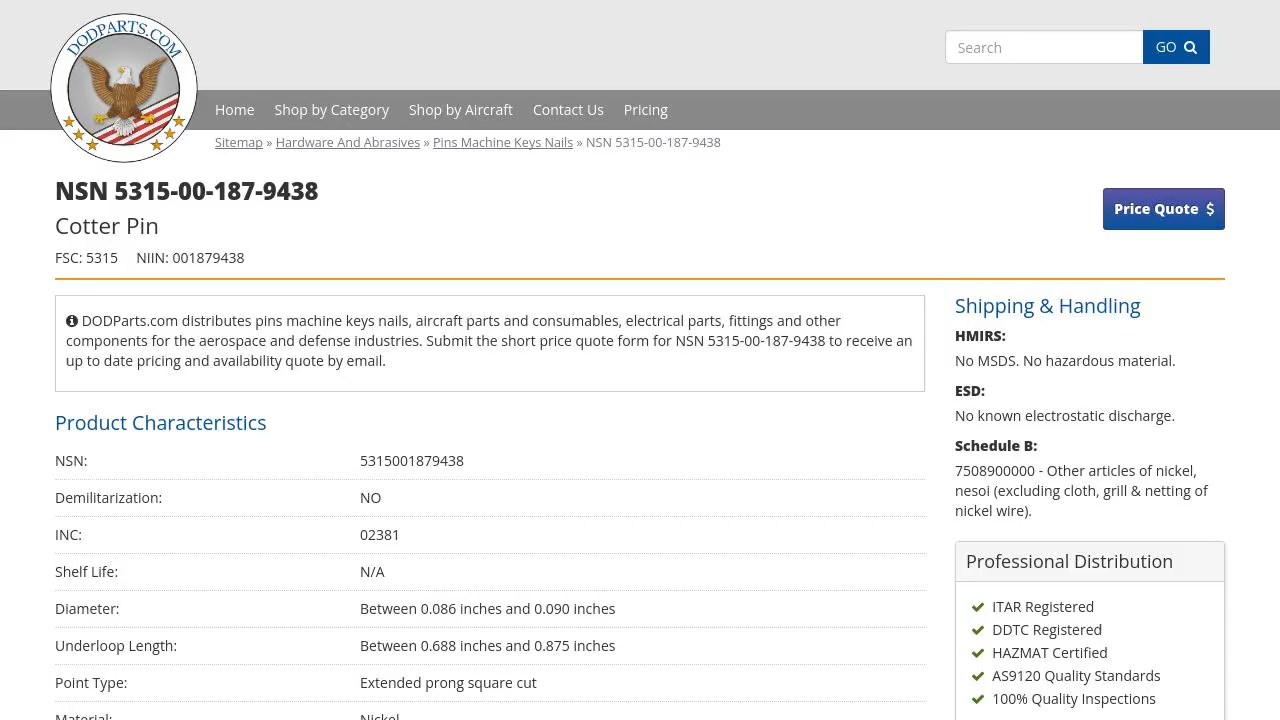 DODPARTS.COM
Search
GO
Home
Shop by Category
Shop by Aircraft
Contact Us
Pricing
Sitemap » Hardware And Abrasives » Pins Machine Keys Nails » NSN 5315-00-187-9438
NSN 5315-00-187-9438
Price Quote $
Cotter Pin
FSC: 5315 NIIN: 001879438
DODParts.com distributes pins machine keys nails, aircraft parts and consumables, electrical parts, fittings and other
components for the aerospace and defense industries. Submit the short price quote form for NSN 5315-00-187-9438 to receive an
up to date pricing and availability quote by email.
Product Characteristics
NSN: 5315001879438
Demilitarization: NO
INC: 02381
Shelf Life: N/A
Diameter: Between 0.086 inches and 0.090 inches
Underloop Length: Between 0.688 inches and 0.875 inches
Point Type: Extended prong square cut
Material: Nickel
Shipping & Handling
HMIRS:
No MSDS. No hazardous material.
ESD:
No known electrostatic discharge.
Schedule B:
7508900000 - Other articles of nickel,
nesoi (excluding cloth, grill & netting of
nickel wire).
Professional Distribution
ITAR Registered
DDTC Registered
HAZMAT Certified
AS9120 Quality Standards
100% Quality Inspections